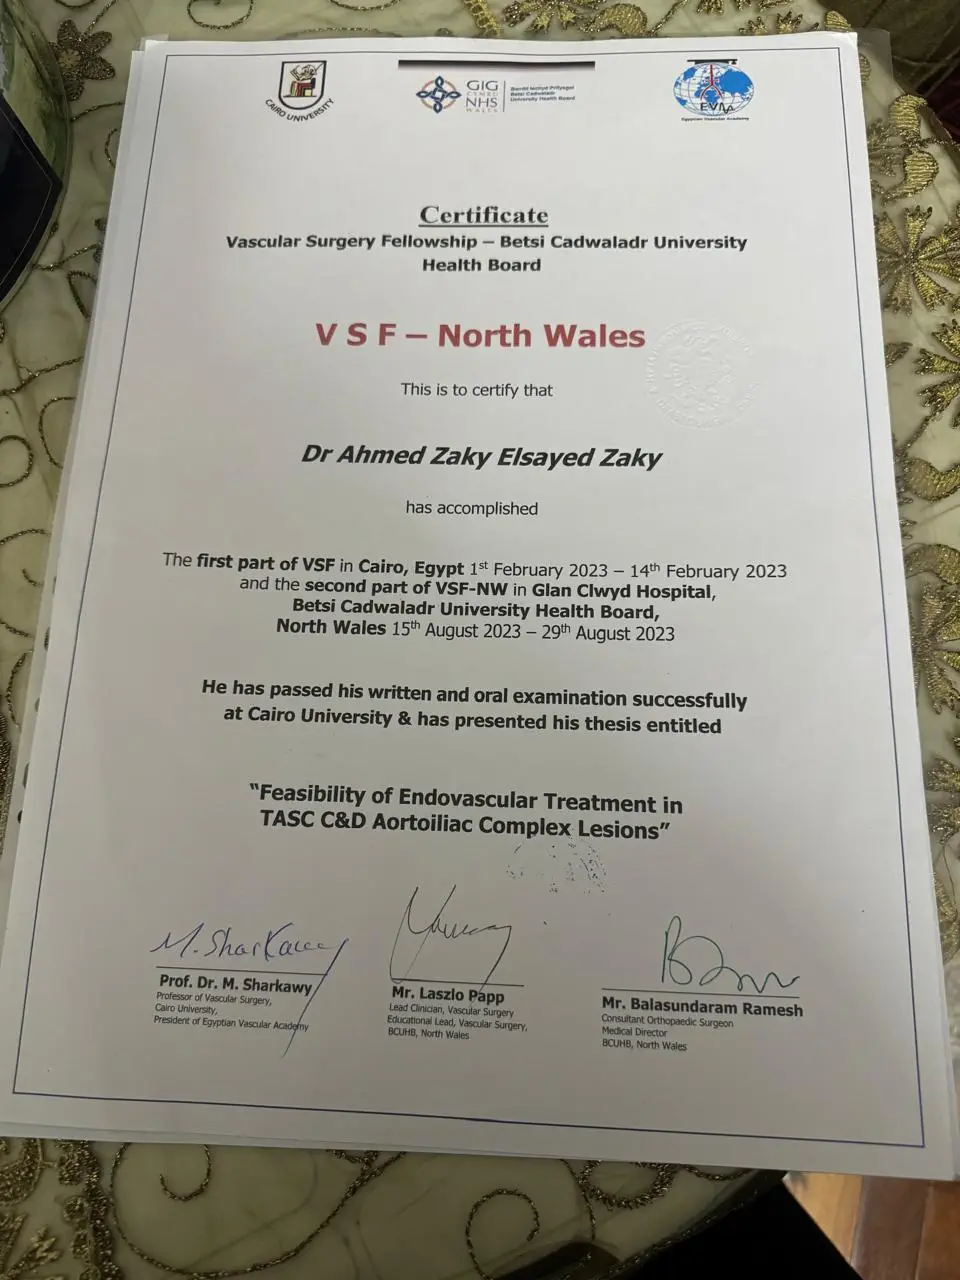 CAIRO UNIVERSITY
GIG
CYMRU
NHS
WALES
Bwrdd Iechyd Prifysgol
Betsi Cadwaladr
University Health Board
EVA
Egyptian Vascular Academy
Certificate
Vascular Surgery Fellowship – Betsi Cadwaladr University
Health Board
V S F – North Wales
This is to certify that
Dr Ahmed Zaky Elsayed Zaky
has accomplished
The first part of VSF in Cairo, Egypt 1st February 2023 – 14th February 2023
and the second part of VSF-NW in Glan Clwyd Hospital,
Betsi Cadwaladr University Health Board,
North Wales 15th August 2023 – 29th August 2023
He has passed his written and oral examination successfully
at Cairo University & has presented his thesis entitled
“Feasibility of Endovascular Treatment in
TASC C&D Aortoiliac Complex Lesions”
M. Sharkawy
Prof. Dr. M. Sharkawy
Professor of Vascular Surgery,
Cairo University,
President of Egyptian Vascular Academy
Mr. Laszlo Papp
Lead Clinician, Vascular Surgery
Educational Lead, Vascular Surgery,
BCUHB, North Wales
Mr. Balasundaram Ramesh
Consultant Orthopaedic Surgeon
Medical Director
BCUHB, North Wales